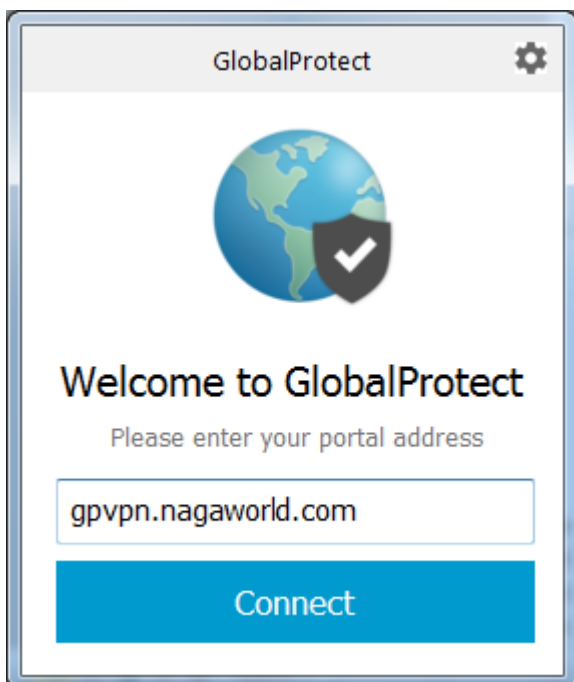 GlobalProtect
Welcome to GlobalProtect
Please enter your portal address
gpvpn.nagaworld.com
Connect